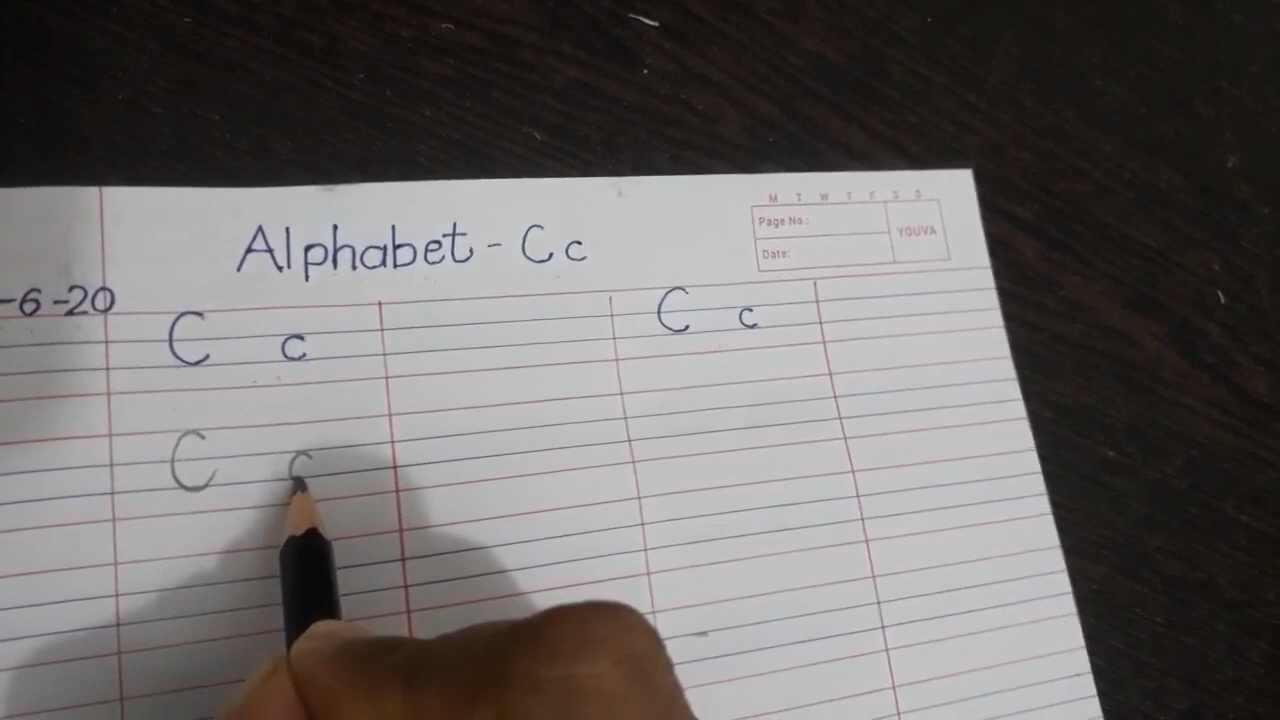 M T W T F S S
Alphabet - Cc
Page No.:
YOUVA
Date:
-6-20
C c C c
C c